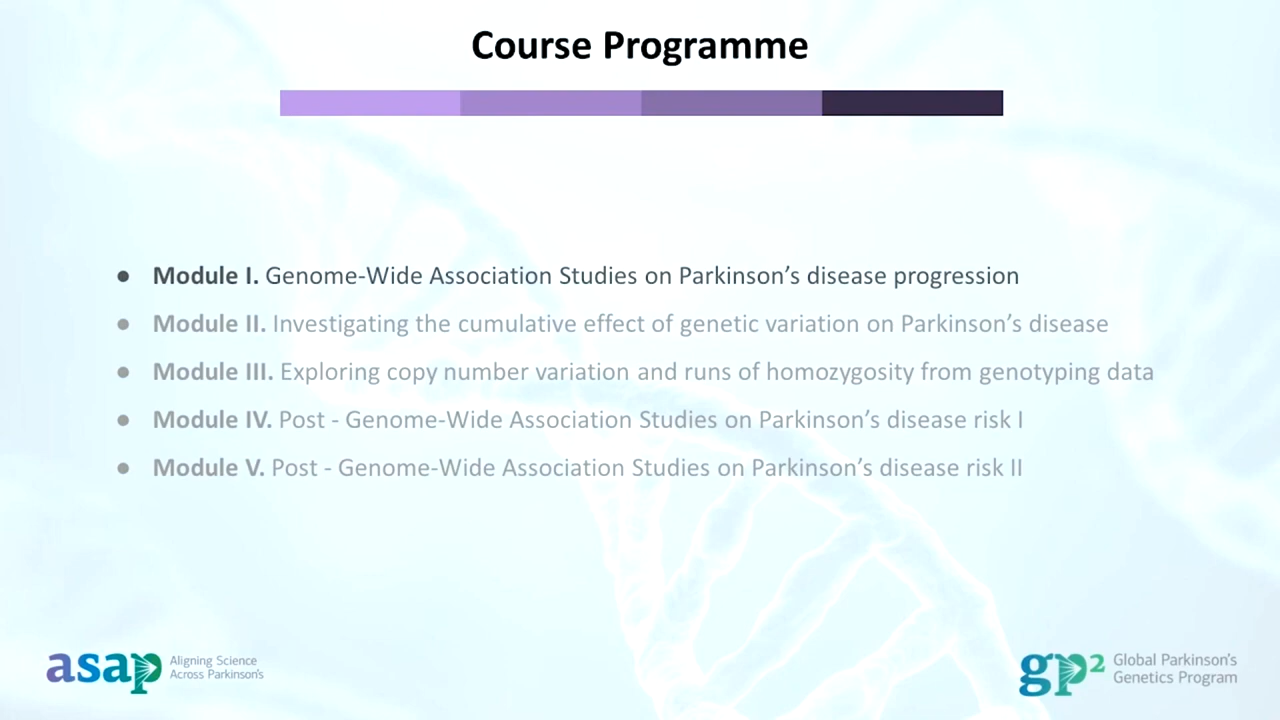 Course Programme
● Module I. Genome-Wide Association Studies on Parkinson’s disease progression
● Module II. Investigating the cumulative effect of genetic variation on Parkinson’s disease
● Module III. Exploring copy number variation and runs of homozygosity from genotyping data
● Module IV. Post - Genome-Wide Association Studies on Parkinson’s disease risk I
● Module V. Post - Genome-Wide Association Studies on Parkinson’s disease risk II
asap
Aligning Science
Across Parkinson's
gp2
Global Parkinson's
Genetics Program